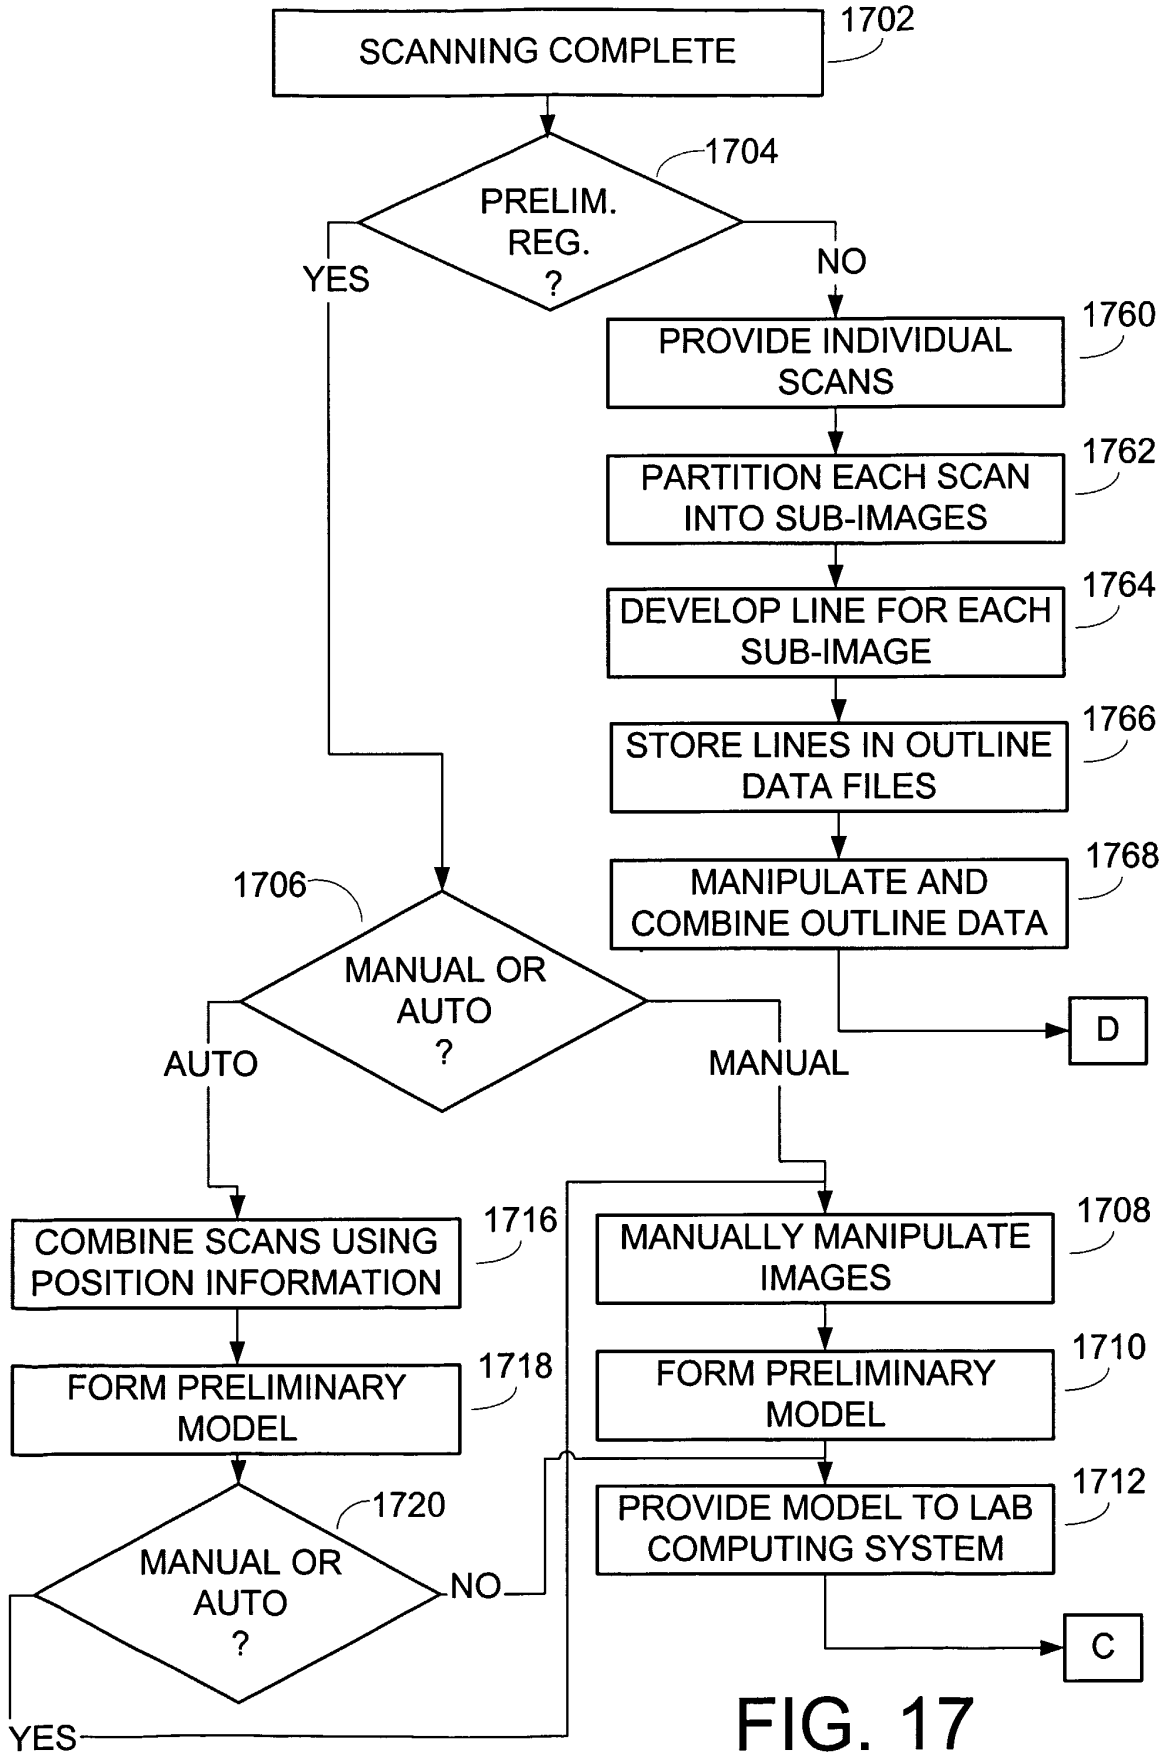 SCANNING COMPLETE
1702
PRELIM.
REG.
?
1704
YES
NO
PROVIDE INDIVIDUAL
SCANS
1760
PARTITION EACH SCAN
INTO SUB-IMAGES
1762
DEVELOP LINE FOR EACH
SUB-IMAGE
1764
STORE LINES IN OUTLINE
DATA FILES
1766
MANIPULATE AND
COMBINE OUTLINE DATA
1768
D
1706
MANUAL OR
AUTO
?
AUTO
MANUAL
COMBINE SCANS USING
POSITION INFORMATION
1716
FORM PRELIMINARY
MODEL
1718
MANUAL OR
AUTO
?
1720
NO
YES
MANUALLY MANIPULATE
IMAGES
1708
FORM PRELIMINARY
MODEL
1710
PROVIDE MODEL TO LAB
COMPUTING SYSTEM
1712
C
FIG. 17